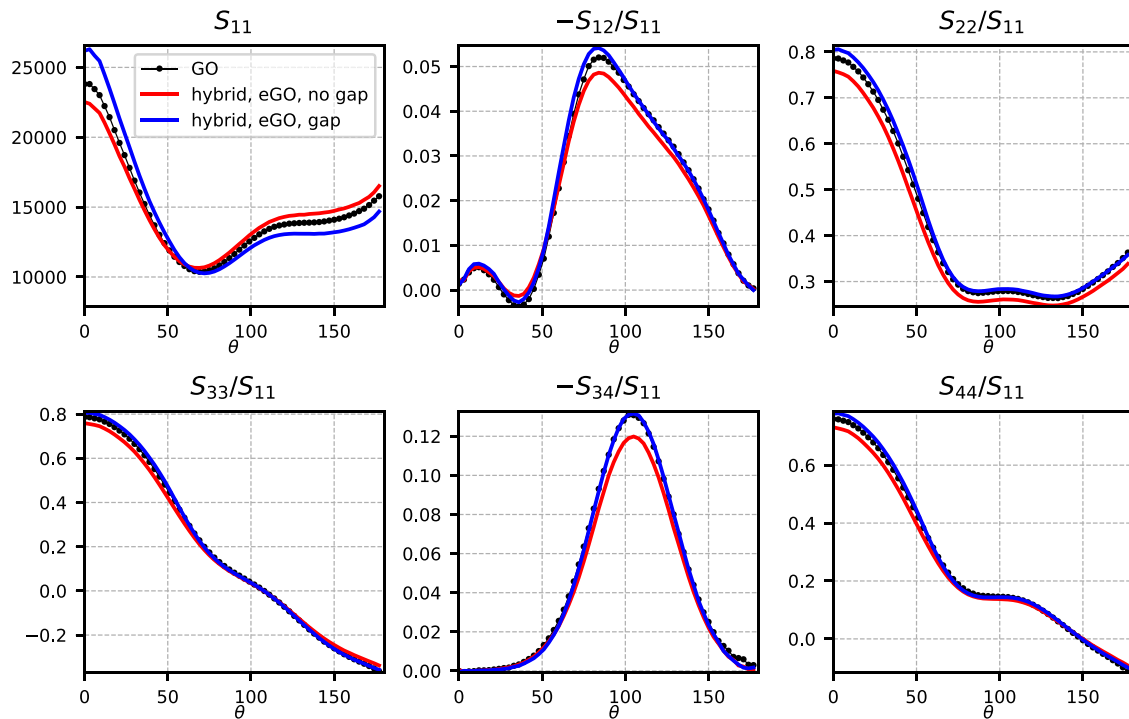 S₁₁
−S₁₂/S₁₁
S₂₂/S₁₁
GO
hybrid, eGO, no gap
hybrid, eGO, gap
25000
20000
15000
10000
0 50 100 150
θ
0.05
0.04
0.03
0.02
0.01
0.00
0 50 100 150
θ
0.8
0.7
0.6
0.5
0.4
0.3
0 50 100 150
θ
S₃₃/S₁₁
−S₃₄/S₁₁
S₄₄/S₁₁
0.8
0.6
0.4
0.2
0.0
−0.2
0 50 100 150
θ
0.12
0.10
0.08
0.06
0.04
0.02
0.00
0 50 100 150
θ
0.6
0.4
0.2
0.0
0 50 100 150
θ